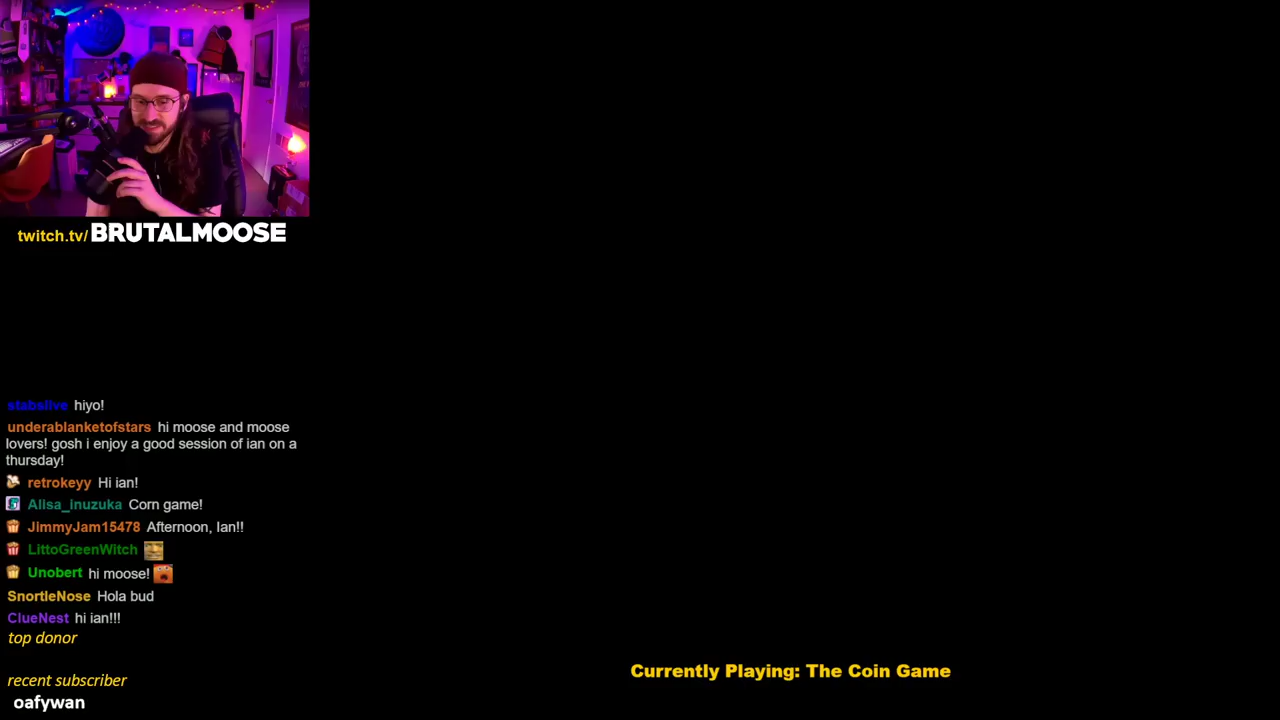 twitch.tv/BRUTALMOOSE
stabslive hiyo!
underablanketofstars hi moose and moose
lovers! gosh i enjoy a good session of ian on a
thursday!
retrokeyy Hi ian!
Alisa_inuzuka Corn game!
JimmyJam15478 Afternoon, Ian!!
LittoGreenWitch
Unobert hi moose!
SnortleNose Hola bud
ClueNest hi ian!!!
top donor
recent subscriber
oafywan
Currently Playing: The Coin Game